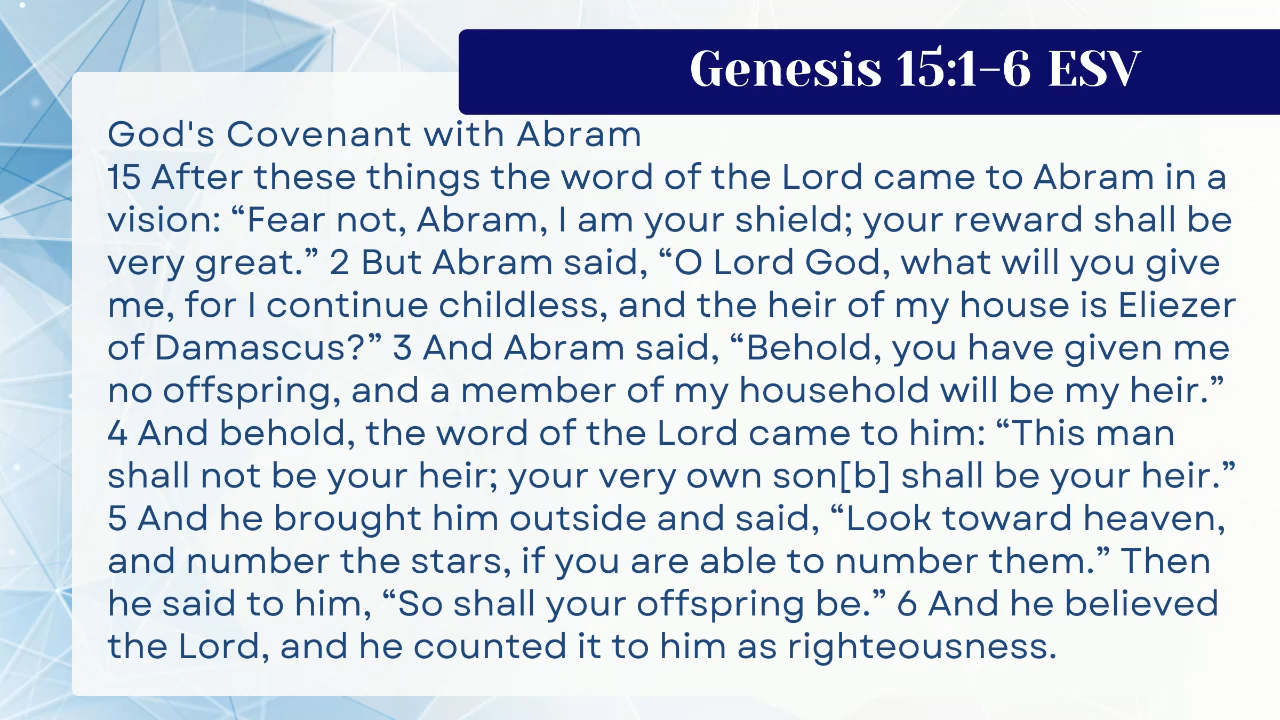 Genesis 15:1-6 ESV
God's Covenant with Abram
15 After these things the word of the Lord came to Abram in a
vision: “Fear not, Abram, I am your shield; your reward shall be
very great.” 2 But Abram said, “O Lord God, what will you give
me, for I continue childless, and the heir of my house is Eliezer
of Damascus?” 3 And Abram said, “Behold, you have given me
no offspring, and a member of my household will be my heir.”
4 And behold, the word of the Lord came to him: “This man
shall not be your heir; your very own son[b] shall be your heir.”
5 And he brought him outside and said, “Look toward heaven,
and number the stars, if you are able to number them.” Then
he said to him, “So shall your offspring be.” 6 And he believed
the Lord, and he counted it to him as righteousness.